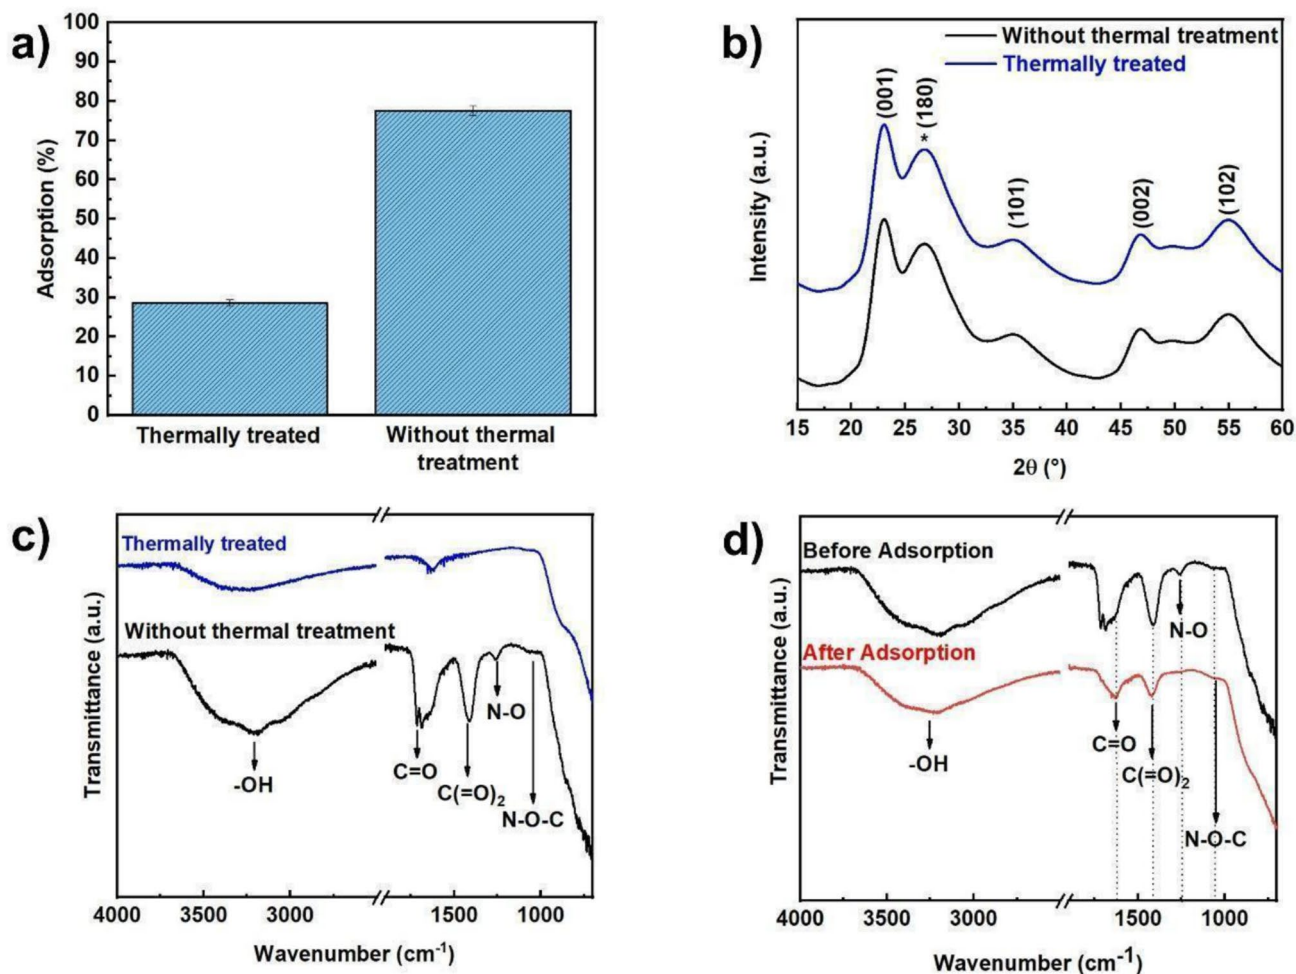 a)
100
90
80
70
60
50
40
30
20
10
0
Adsorption (%)
Thermally treated
Without thermal
treatment
b)
Without thermal treatment
Thermally treated
(001)
* (180)
(101)
(002)
(102)
Intensity (a.u.)
15 20 25 30 35 40 45 50 55 60
2θ (°)
c)
Thermally treated
Without thermal treatment
-OH
C=O
C(=O)₂
N-O
N-O-C
Transmittance (a.u.)
4000 3500 3000 1500 1000
Wavenumber (cm⁻¹)
d)
Before Adsorption
After Adsorption
N-O
C=O
-OH
C(=O)₂
N-O-C
Transmittance (a.u.)
4000 3500 3000 1500 1000
Wavenumber (cm⁻¹)